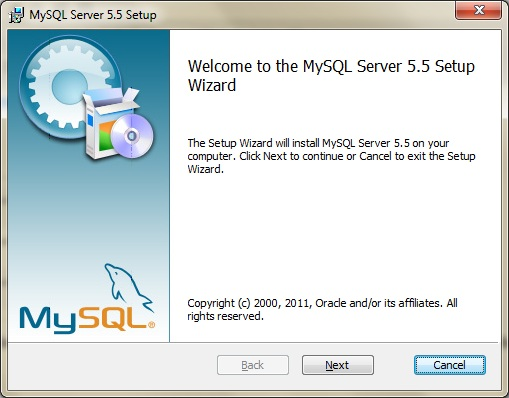 MySQL Server 5.5 Setup
Welcome to the MySQL Server 5.5 Setup
Wizard
The Setup Wizard will install MySQL Server 5.5 on your
computer. Click Next to continue or Cancel to exit the Setup
Wizard.
MySQL®
Copyright (c) 2000, 2011, Oracle and/or its affiliates. All
rights reserved.
Back
Next
Cancel